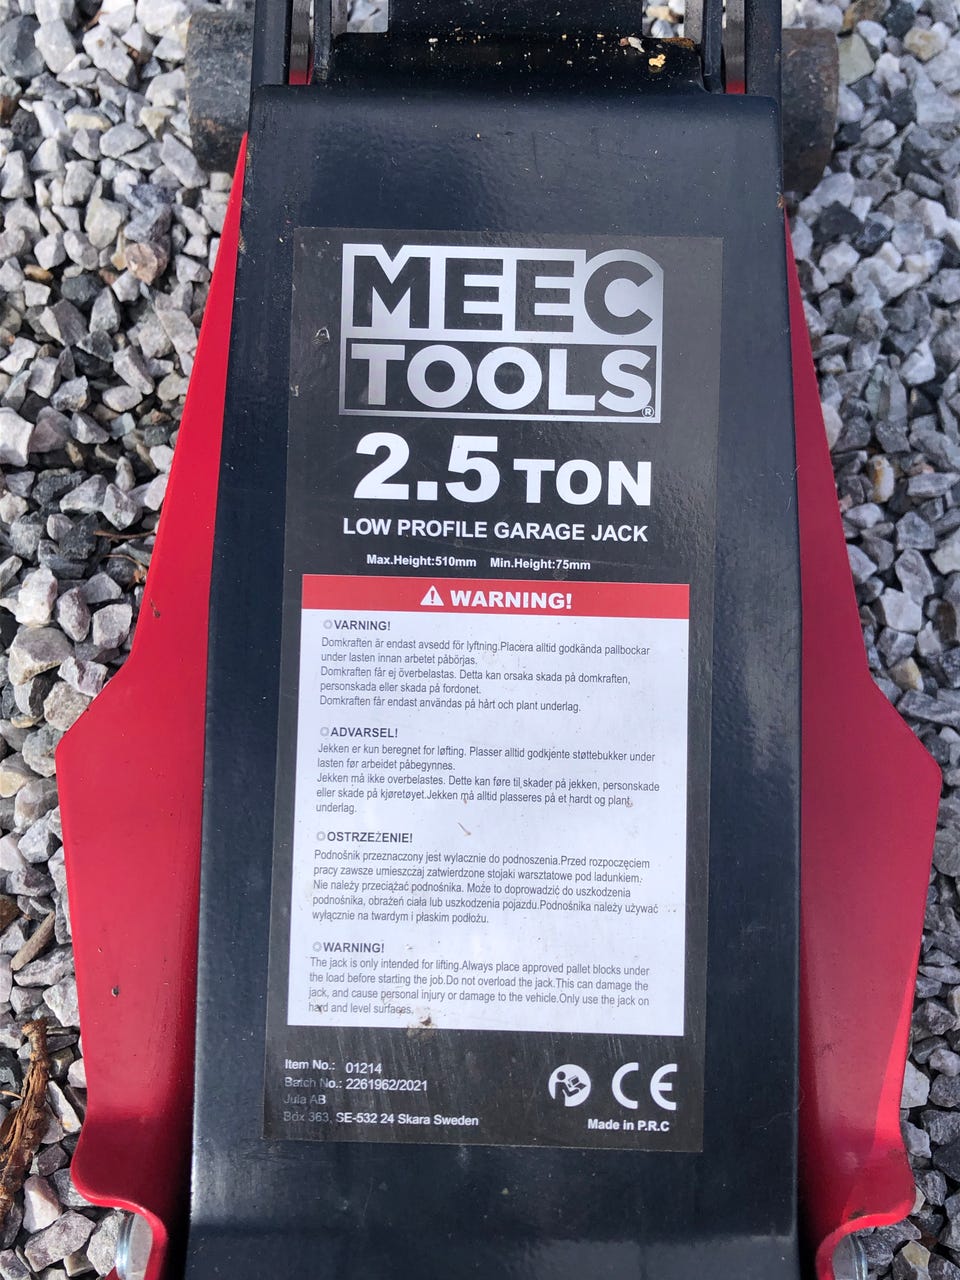 MEEC
TOOLS®
2.5 TON
LOW PROFILE GARAGE JACK
Max.Height:510mm Min.Height:75mm
WARNING!
VARNING!
Domkraften är endast avsedd för lyftning.Placera alltid godkända pallbockar
under lasten innan arbetet påbörjas.
Domkraften får ej överbelastas. Detta kan orsaka skada på domkraften,
personskada eller skada på fordonet.
Domkraften får endast användas på hårt och plant underlag.
ADVARSEL!
Jekken er kun beregnet for løfting. Plasser alltid godkjente støttebukker under
lasten før arbeidet påbegynnes.
Jekken må ikke overbelastes. Dette kan føre til skader på jekken, personskade
eller skade på kjøretøyet.Jekken må alltid plasseres på et hardt og plant
underlag.
OSTRZEŻENIE!
Podnośnik przeznaczony jest wylacznie do podnoszenia.Przed rozpoczęciem
pracy zawsze umieszczaj zatwierdzone stojaki warsztatowe pod ladunkiem.
Nie należy przeciążać podnośnika. Może to doprowadzić do uszkodzenia
podnośnika, obrażeń ciała lub uszkodzenia pojazdu.Podnośnika należy używać
wyłącznie na twardym i płaskim podłożu.
WARNING!
The jack is only intended for lifting.Always place approved pallet blocks under
the load before starting the job.Do not overload the jack.This can damage the
jack, and cause personal injury or damage to the vehicle.Only use the jack on
hard and level surfaces.
Item No.: 01214
Batch No.: 2261962/2021
Jula AB
Box 363, SE-532 24 Skara Sweden
CE
Made in P.R.C